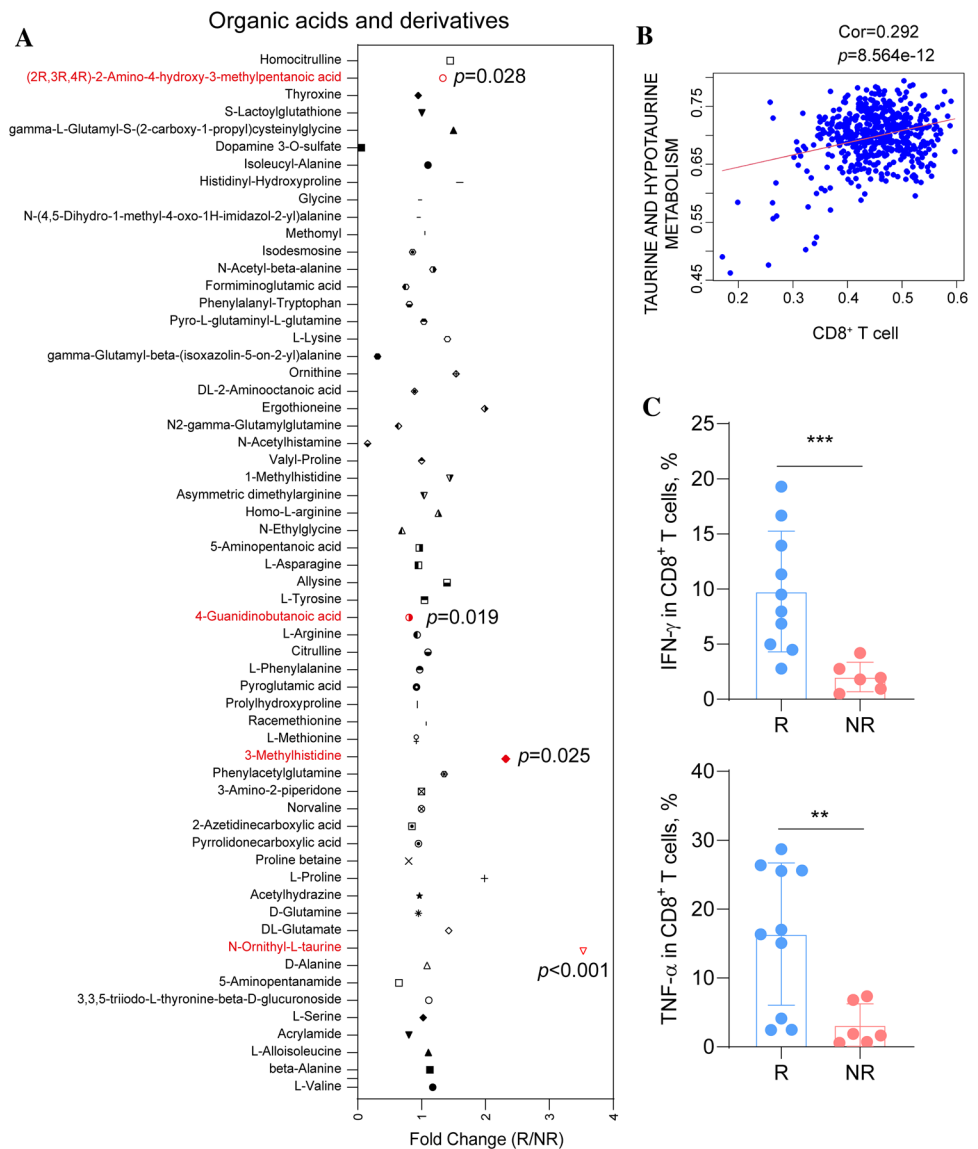 Organic acids and derivatives
A
Homocitrulline
(2R,3R,4R)-2-Amino-4-hydroxy-3-methylpentanoic acid
p=0.028
Thyroxine
S-Lactoylglutathione
gamma-L-Glutamyl-S-(2-carboxy-1-propyl)cysteinylglycine
Dopamine 3-O-sulfate
Isoleucyl-Alanine
Histidinyl-Hydroxyproline
Glycine
N-(4,5-Dihydro-1-methyl-4-oxo-1H-imidazol-2-yl)alanine
Methomyl
Isodesmosine
N-Acetyl-beta-alanine
Formiminoglutamic acid
Phenylalanyl-Tryptophan
Pyro-L-glutaminyl-L-glutamine
L-Lysine
gamma-Glutamyl-beta-(isoxazolin-5-on-2-yl)alanine
Ornithine
DL-2-Aminooctanoic acid
Ergothioneine
N2-gamma-Glutamylglutamine
N-Acetylhistamine
Valyl-Proline
1-Methylhistidine
Asymmetric dimethylarginine
Homo-L-arginine
N-Ethylglycine
5-Aminopentanoic acid
L-Asparagine
Allysine
L-Tyrosine
4-Guanidinobutanoic acid
p=0.019
L-Arginine
Citrulline
L-Phenylalanine
Pyroglutamic acid
Prolylhydroxyproline
Racemethionine
L-Methionine
3-Methylhistidine
p=0.025
Phenylacetylglutamine
3-Amino-2-piperidone
Norvaline
2-Azetidinecarboxylic acid
Pyrrolidonecarboxylic acid
Proline betaine
L-Proline
Acetylhydrazine
D-Glutamine
DL-Glutamate
N-Ornithyl-L-taurine
p<0.001
D-Alanine
5-Aminopentanamide
3,3,5-triiodo-L-thyronine-beta-D-glucuronoside
L-Serine
Acrylamide
L-Alloisoleucine
beta-Alanine
L-Valine
0 1 2 3 4
Fold Change (R/NR)
B
Cor=0.292
p=8.564e-12
TAURINE AND HYPOTAURINE
METABOLISM
0.75
0.65
0.55
0.45
0.2 0.3 0.4 0.5 0.6
CD8⁺ T cell
C
IFN-γ in CD8⁺ T cells, %
25
20
15
10
5
0
***
R NR
TNF-α in CD8⁺ T cells, %
40
30
20
10
0
**
R NR